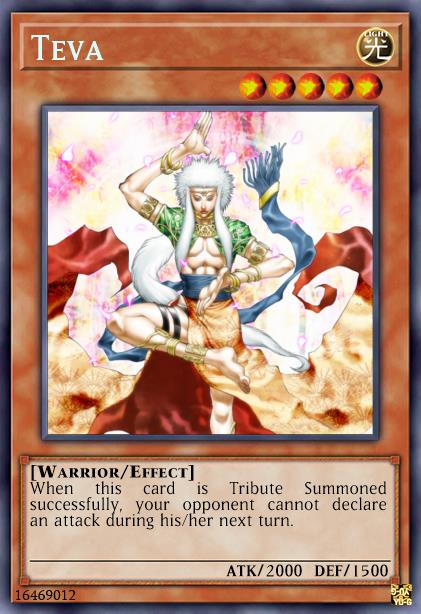 Teva
LIGHT
光
[Warrior/Effect]
When this card is Tribute Summoned
successfully, your opponent cannot declare
an attack during his/her next turn.
ATK/2000 DEF/1500
16469012